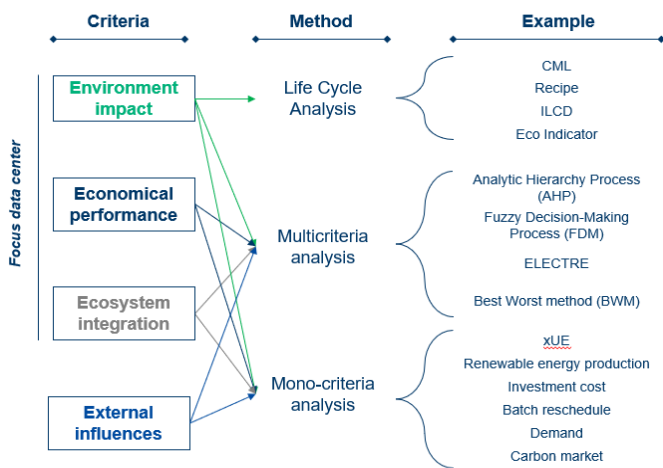 Criteria
Method
Example
Focus data center
Environment
impact
Economical
performance
Ecosystem
integration
External
influences
Life Cycle
Analysis
Multicriteria
analysis
Mono-criteria
analysis
CML
Recipe
ILCD
Eco Indicator
Analytic Hierarchy Process
(AHP)
Fuzzy Decision-Making
Process (FDM)
ELECTRE
Best Worst method (BWM)
xUE
Renewable energy production
Investment cost
Batch reschedule
Demand
Carbon market